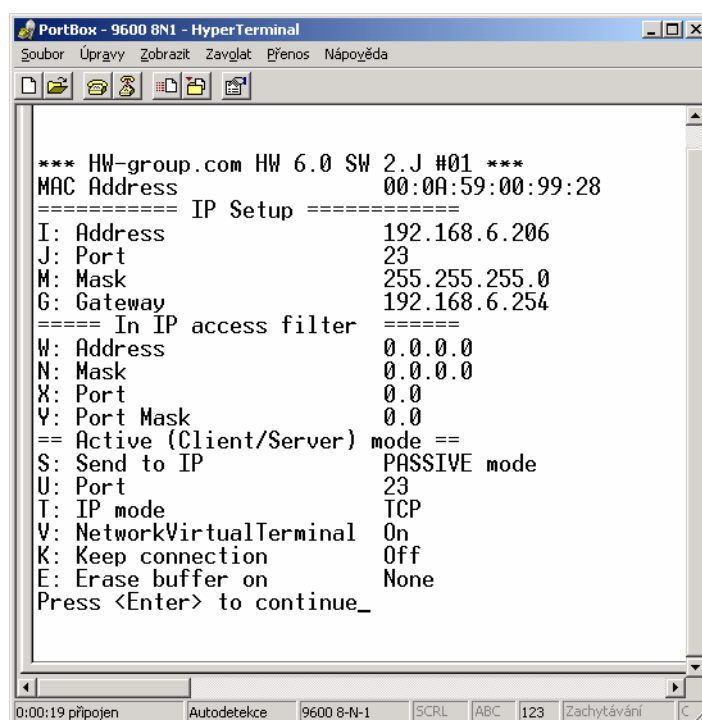 PortBox - 9600 8N1 - HyperTerminal
Soubor Úpravy Zobrazit Zavolat Přenos Nápověda
*** HW-group.com HW 6.0 SW 2.J #01 ***
MAC Address 00:0A:59:00:99:28
=========== IP Setup ============
I: Address 192.168.6.206
J: Port 23
M: Mask 255.255.255.0
G: Gateway 192.168.6.254
===== In IP access filter ======
W: Address 0.0.0.0
N: Mask 0.0.0.0
X: Port 0.0
Y: Port Mask 0.0
== Active (Client/Server) mode ==
S: Send to IP PASSIVE mode
U: Port 23
T: IP mode TCP
V: NetworkVirtualTerminal On
K: Keep connection Off
E: Erase buffer on None
Press <Enter> to continue_
0:00:19 připojen Autodetekce 9600 8-N-1 SCRL ABC 123 Zachytávání C